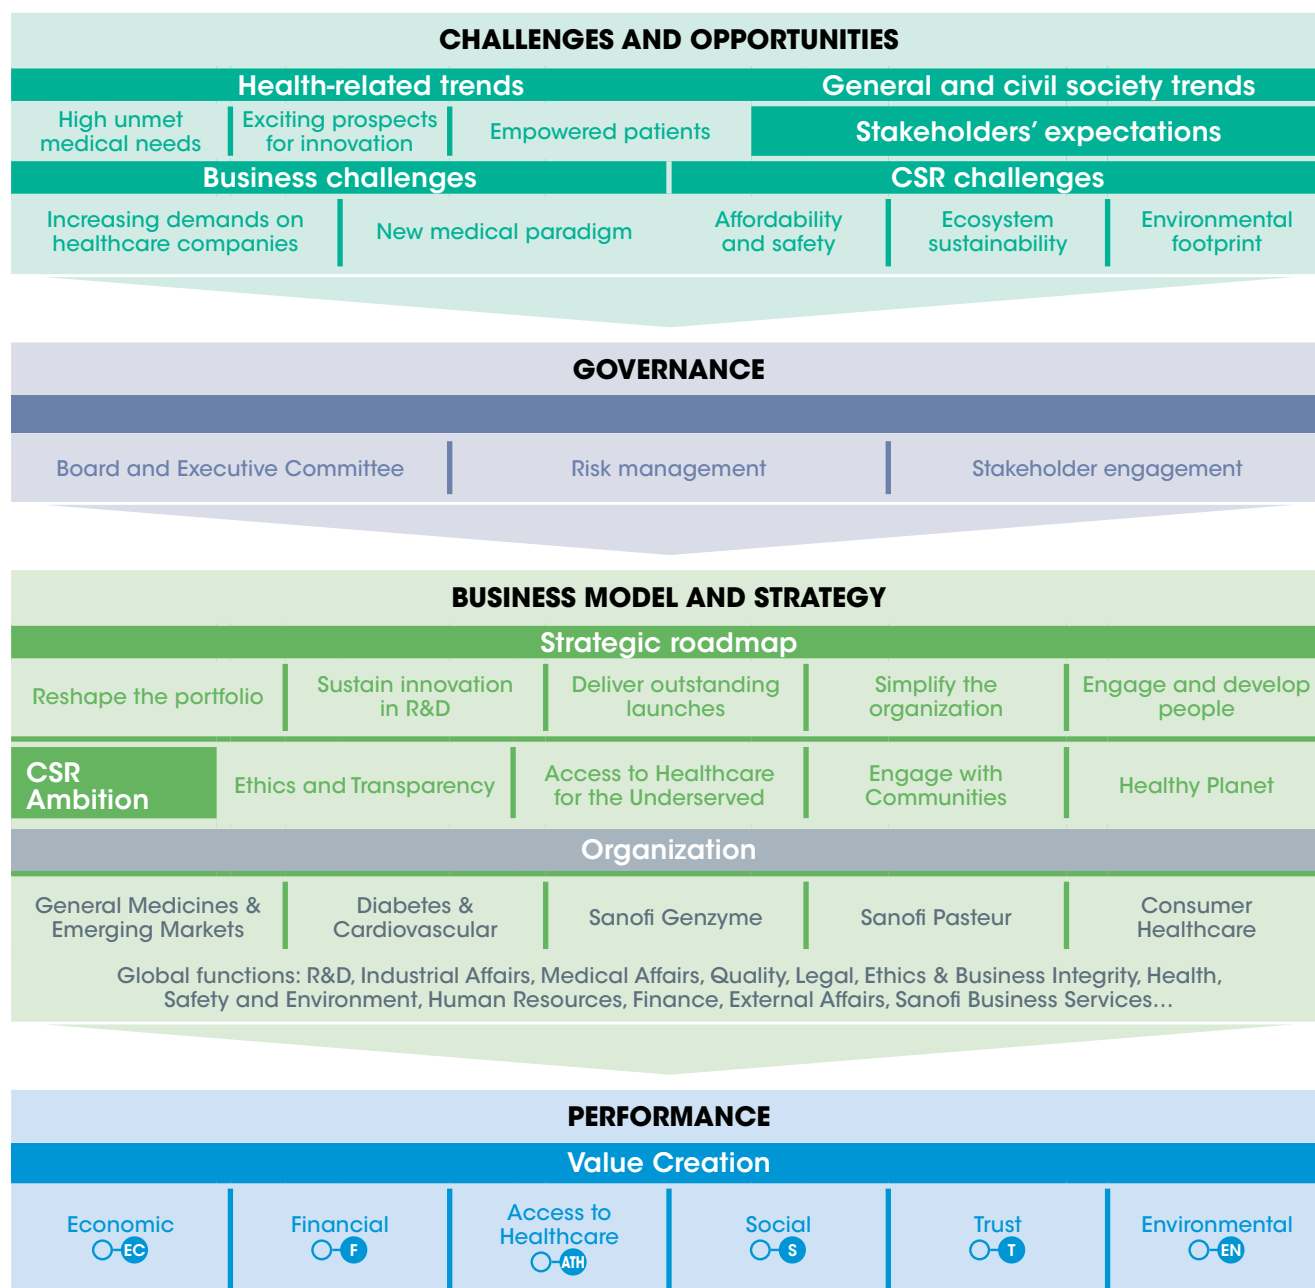 CHALLENGES AND OPPORTUNITIES
Health-related trends
General and civil society trends
High unmet
medical needs
Exciting prospects
for innovation
Empowered patients
Stakeholders' expectations
Business challenges
CSR challenges
Increasing demands on
healthcare companies
New medical paradigm
Affordability
and safety
Ecosystem
sustainability
Environmental
footprint
GOVERNANCE
Board and Executive Committee
Risk management
Stakeholder engagement
BUSINESS MODEL AND STRATEGY
Strategic roadmap
Reshape the portfolio
Sustain innovation
in R&D
Deliver outstanding
launches
Simplify the
organization
Engage and develop
people
CSR
Ambition
Ethics and Transparency
Access to Healthcare
for the Underserved
Engage with
Communities
Healthy Planet
Organization
General Medicines &
Emerging Markets
Diabetes &
Cardiovascular
Sanofi Genzyme
Sanofi Pasteur
Consumer
Healthcare
Global functions: R&D, Industrial Affairs, Medical Affairs, Quality, Legal, Ethics & Business Integrity, Health,
Safety and Environment, Human Resources, Finance, External Affairs, Sanofi Business Services…
PERFORMANCE
Value Creation
Economic
EC
Financial
F
Access to
Healthcare
ATH
Social
S
Trust
T
Environmental
EN